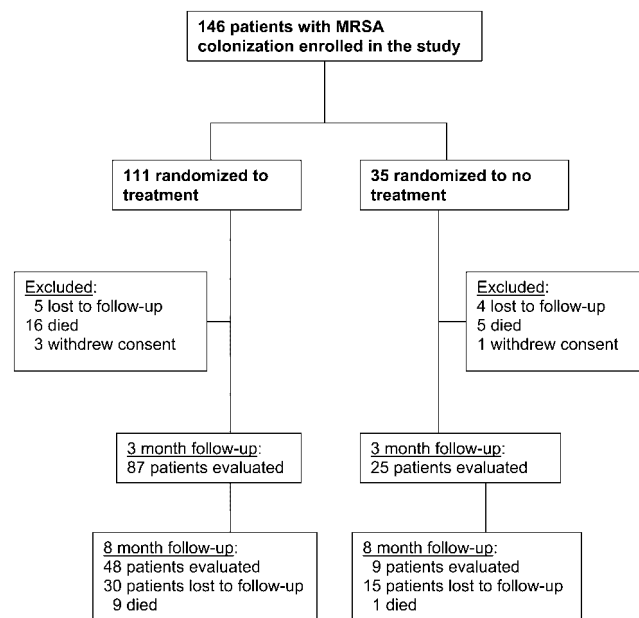 146 patients with MRSA
colonization enrolled in the study
111 randomized to
treatment
35 randomized to no
treatment
Excluded:
5 lost to follow-up
16 died
3 withdrew consent
Excluded:
4 lost to follow-up
5 died
1 withdrew consent
3 month follow-up:
87 patients evaluated
3 month follow-up:
25 patients evaluated
8 month follow-up:
48 patients evaluated
30 patients lost to follow-up
9 died
8 month follow-up:
9 patients evaluated
15 patients lost to follow-up
1 died